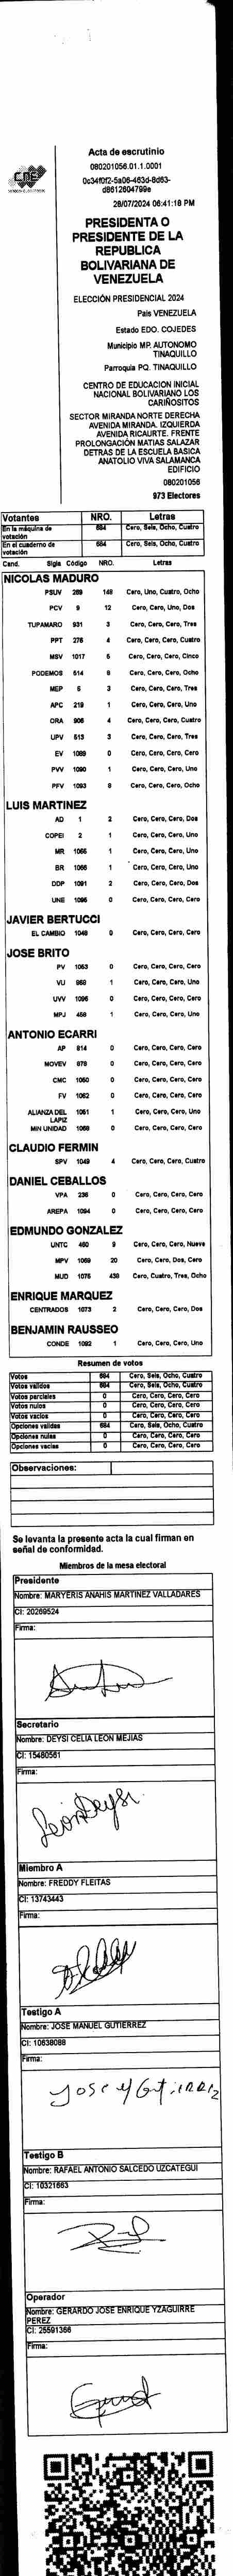 CNE
Acta de escrutinio
080201056.01.1.0001
0c34f0f2-5a06-463d-8d63-
d8612604799e
28/07/2024 06:41:18 PM
PRESIDENTA O
PRESIDENTE DE LA
REPUBLICA
BOLIVARIANA DE
VENEZUELA
ELECCIÓN PRESIDENCIAL 2024
Pais VENEZUELA
Estado EDO. COJEDES
Municipio MP. AUTONOMO
TINAQUILLO
Parroquia PQ. TINAQUILLO
CENTRO DE EDUCACION INICIAL
NACIONAL BOLIVARIANO LOS
CARIÑOSITOS
SECTOR MIRANDA NORTE DERECHA
AVENIDA MIRANDA. IZQUIERDA
AVENIDA RICAURTE. FRENTE
PROLONGACIÓN MATIAS SALAZAR
DETRAS DE LA ESCUELA BASICA
ANATOLIO VIVA SALAMANCA
EDIFICIO
080201056
973 Electores
Votantes NRO. Letras
En la máquina de votación 684 Cero, Seis, Ocho, Cuatro
En el cuaderno de votación 684 Cero, Seis, Ocho, Cuatro
Cand. Sigla Código NRO. Letras
NICOLAS MADURO
PSUV 269 148 Cero, Uno, Cuatro, Ocho
PCV 9 12 Cero, Cero, Uno, Dos
TUPAMARO 931 3 Cero, Cero, Cero, Tres
PPT 276 4 Cero, Cero, Cero, Cuatro
MSV 1017 5 Cero, Cero, Cero, Cinco
PODEMOS 514 Cero, Cero, Cero,
MEP 3 Cero, Cero, Cero, Tres
APC 219 1 Cero, Cero, Cero, Uno
ORA 906 4 Cero, Cero, Cero, Cuatro
UPV 513 3 Cero, Cero, Cero, Tres
EV 1089 0 Cero, Cero, Cero, Cero
PVV 1090 1 Cero, Cero, Cero, Uno
PFV 1093 8 Cero, Cero, Cero, Ocho
LUIS MARTINEZ
AD 1 2 Cero, Cero, Cero, Dos
COPEI 2 1 Cero, Cero, Cero, Uno
MR 1 Cero, Cero, Cero, Uno
BR 1066 1 Cero, Cero, Cero, Uno
DDP 1091 2 Cero, Cero, Cero, Dos
UNE 0 Cero, Cero, Cero, Cero
JAVIER BERTUCCI
EL CAMBIO 1048 0 Cero, Cero, Cero, Cero
JOSE BRITO
PV 1053 0 Cero, Cero, Cero, Cero
VU 968 1 Cero, Cero, Cero, Uno
UVV 0 Cero, Cero, Cero, Cero
MPJ 458 1 Cero, Cero, Cero, Uno
ANTONIO ECARRI
AP 814 0 Cero, Cero, Cero, Cero
MOVEV 878 0 Cero, Cero, Cero, Cero
CMC 1050 0 Cero, Cero, Cero, Cero
FV 1052 0 Cero, Cero, Cero, Cero
ALIANZA DEL LAPIZ 1051 1 Cero, Cero, Cero, Uno
MIN UNIDAD 1058 0 Cero, Cero, Cero, Cero
CLAUDIO FERMIN
SPV 1049 4 Cero, Cero, Cero, Cuatro
DANIEL CEBALLOS
VPA 236 0 Cero, Cero, Cero, Cero
AREPA 1094 0 Cero, Cero, Cero, Cero
EDMUNDO GONZALEZ
UNTC 450 9 Cero, Cero, Cero, Nueve
MPV 1069 20 Cero, Cero, Dos, Cero
MUD 1075 438 Cero, Cuatro, Tres, Ocho
ENRIQUE MARQUEZ
CENTRADOS 1073 2 Cero, Cero, Cero, Dos
BENJAMIN RAUSSEO
CONDE 1092 1 Cero, Cero, Cero, Uno
Resumen de votos
Votos 684 Cero, Seis, Ocho, Cuatro
Votos válidos 684 Cero, Seis, Ocho, Cuatro
Votos parciales 0 Cero, Cero, Cero, Cero
Votos nulos 0 Cero, Cero, Cero, Cero
Votos vacíos 0 Cero, Cero, Cero, Cero
Opciones válidas 684 Cero, Seis, Ocho, Cuatro
Opciones nulas 0 Cero, Cero, Cero, Cero
Opciones vacías 0 Cero, Cero, Cero, Cero
Observaciones:
Se levanta la presente acta la cual firman en
señal de conformidad.
Miembros de la mesa electoral
Presidente
Nombre: MARYERIS ANAHIS MARTINEZ VALLADARES
CI: 20269524
Firma:
Secretario
Nombre: DEYSI CELIA LEON MEJIAS
CI: 15460561
Firma:
Leon Deysi
Miembro A
Nombre: FREDDY FLEITAS
CI: 13743443
Firma:
Testigo A
Nombre: JOSE MANUEL GUTIERREZ
CI: 10638088
Firma:
Jose M Gutierrez
Testigo B
Nombre: RAFAEL ANTONIO SALCEDO UZCATEGUI
CI: 10321663
Firma:
Operador
Nombre: GERARDO JOSE ENRIQUE YZAGUIRRE
PEREZ
CI: 25591366
Firma: